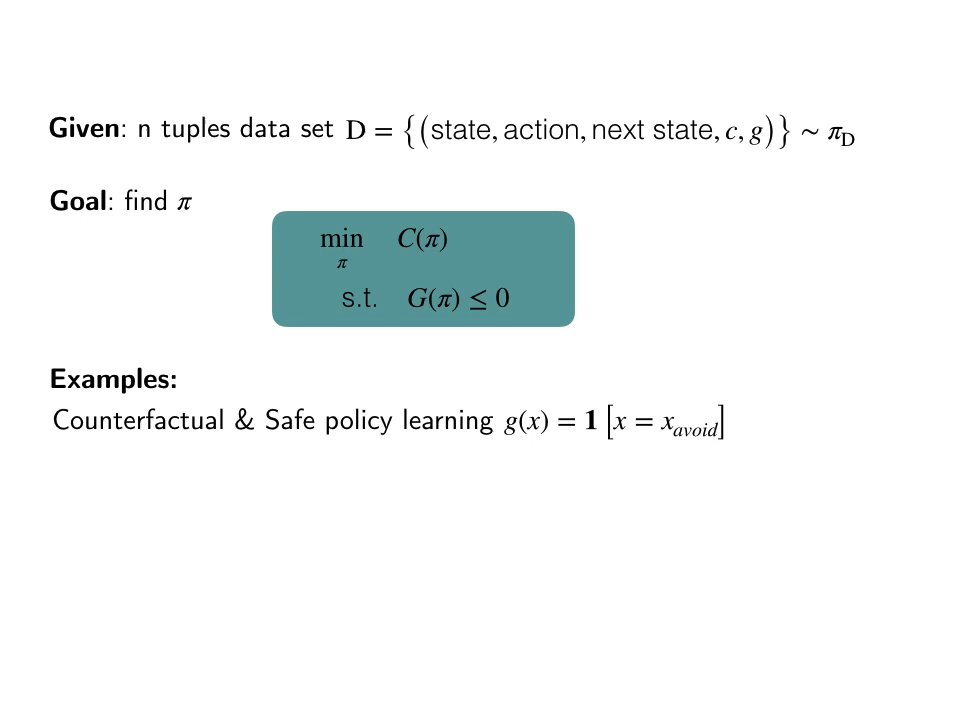 Given: n tuples data set D = {(state, action, next state, c, g)} ∼ π_D
Goal: find π
min_π C(π)
s.t. G(π) ≤ 0
Examples:
Counterfactual & Safe policy learning g(x) = 1 [x = x_avoid]